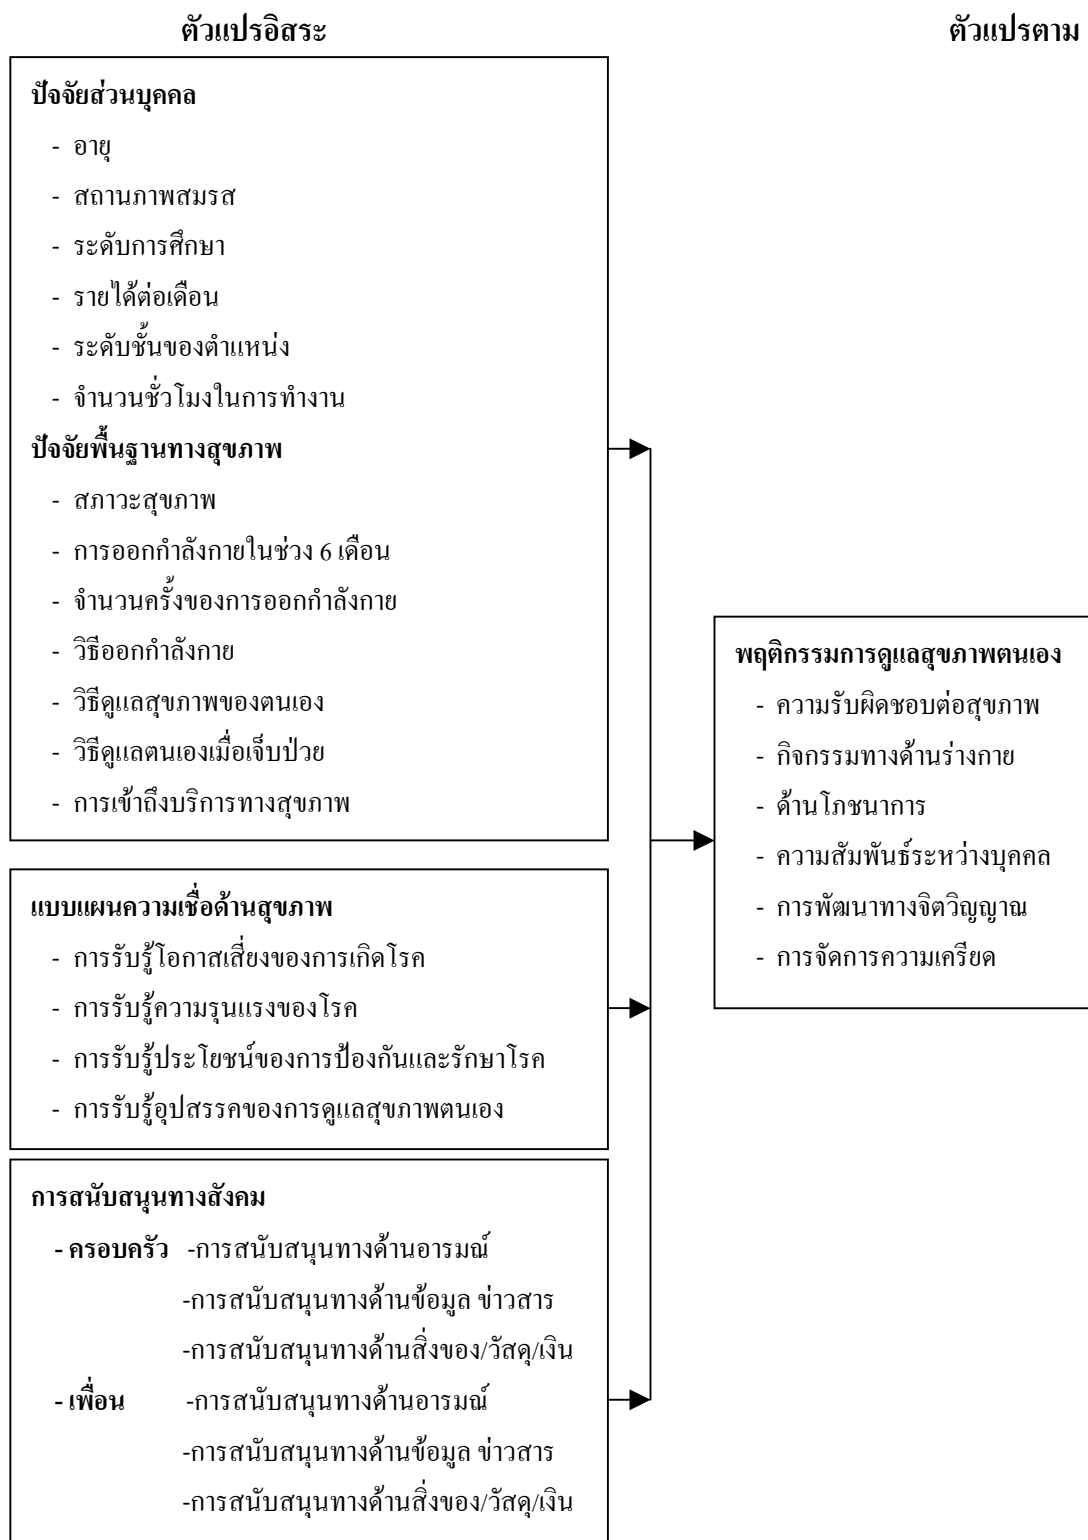 ตัวแปรอิสระ ตัวแปรตาม
ปัจจัยส่วนบุคคล
- อายุ
- สถานภาพสมรส
- ระดับการศึกษา
- รายได้ต่อเดือน
- ระดับชั้นของตำแหน่ง
- จำนวนชั่วโมงในการทำงาน
ปัจจัยพื้นฐานทางสุขภาพ
- สภาวะสุขภาพ
- การออกกำลังกายในช่วง 6 เดือน
- จำนวนครั้งของการออกกำลังกาย
- วิธีออกกำลังกาย
- วิธีดูแลสุขภาพของตนเอง
- วิธีดูแลตนเองเมื่อเจ็บป่วย
- การเข้าถึงบริการทางสุขภาพ
แบบแผนความเชื่อด้านสุขภาพ
- การรับรู้โอกาสเสี่ยงของการเกิดโรค
- การรับรู้ความรุนแรงของโรค
- การรับรู้ประโยชน์ของการป้องกันและรักษาโรค
- การรับรู้อุปสรรคของการดูแลสุขภาพตนเอง
การสนับสนุนทางสังคม
- ครอบครัว -การสนับสนุนทางด้านอารมณ์
-การสนับสนุนทางด้านข้อมูล ข่าวสาร
-การสนับสนุนทางด้านสิ่งของ/วัสดุ/เงิน
- เพื่อน -การสนับสนุนทางด้านอารมณ์
-การสนับสนุนทางด้านข้อมูล ข่าวสาร
-การสนับสนุนทางด้านสิ่งของ/วัสดุ/เงิน
พฤติกรรมการดูแลสุขภาพตนเอง
- ความรับผิดชอบต่อสุขภาพ
- กิจกรรมทางด้านร่างกาย
- ด้านโภชนาการ
- ความสัมพันธ์ระหว่างบุคคล
- การพัฒนาทางจิตวิญญาณ
- การจัดการความเครียด